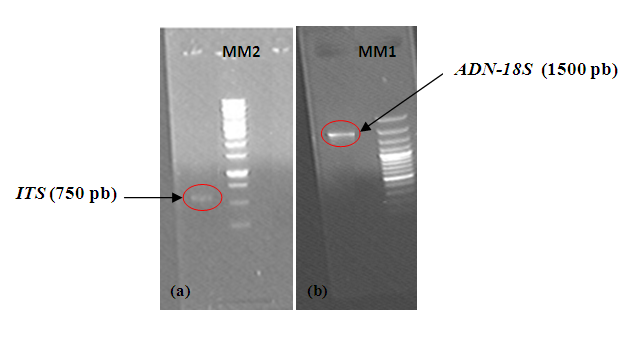 MM2
MM1
ADN-18S (1500 pb)
ITS (750 pb)
(a)
(b)